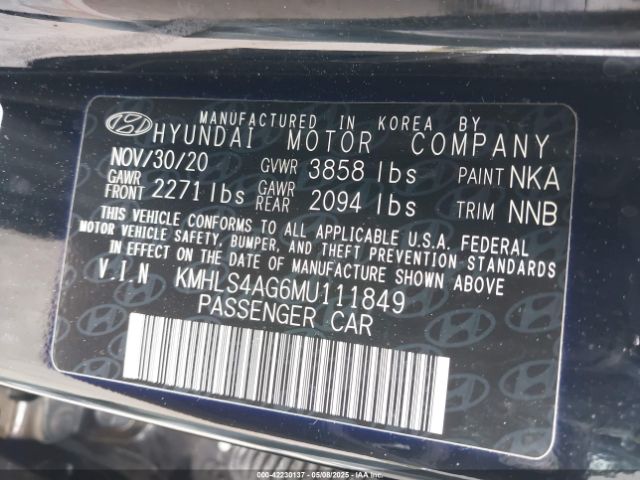 MANUFACTURED IN KOREA BY
HYUNDAI MOTOR COMPANY
NOV/30/20 GVWR 3858 lbs PAINT NKA
GAWR FRONT 2271 lbs GAWR REAR 2094 lbs TRIM NNB
THIS VEHICLE CONFORMS TO ALL APPLICABLE U.S.A. FEDERAL
MOTOR VEHICLE SAFETY, BUMPER, AND THEFT PREVENTION STANDARDS
IN EFFECT ON THE DATE OF MANUFACTURE SHOWN ABOVE
V.I.N KMHLS4AG6MU111849
PASSENGER CAR
000-42230137 - 05/08/2025 - IAAI.COM